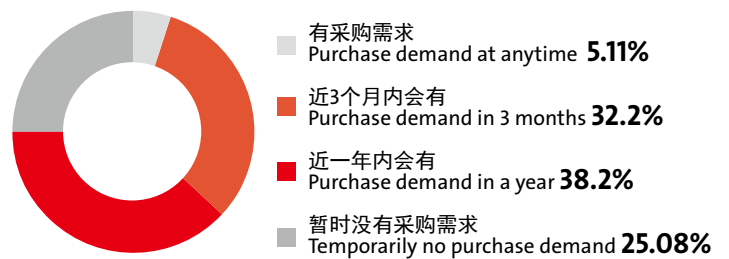 有采购需求
Purchase demand at anytime 5.11%
近3个月内会有
Purchase demand in 3 months 32.2%
近一年内会有
Purchase demand in a year 38.2%
暂时没有采购需求
Temporarily no purchase demand 25.08%